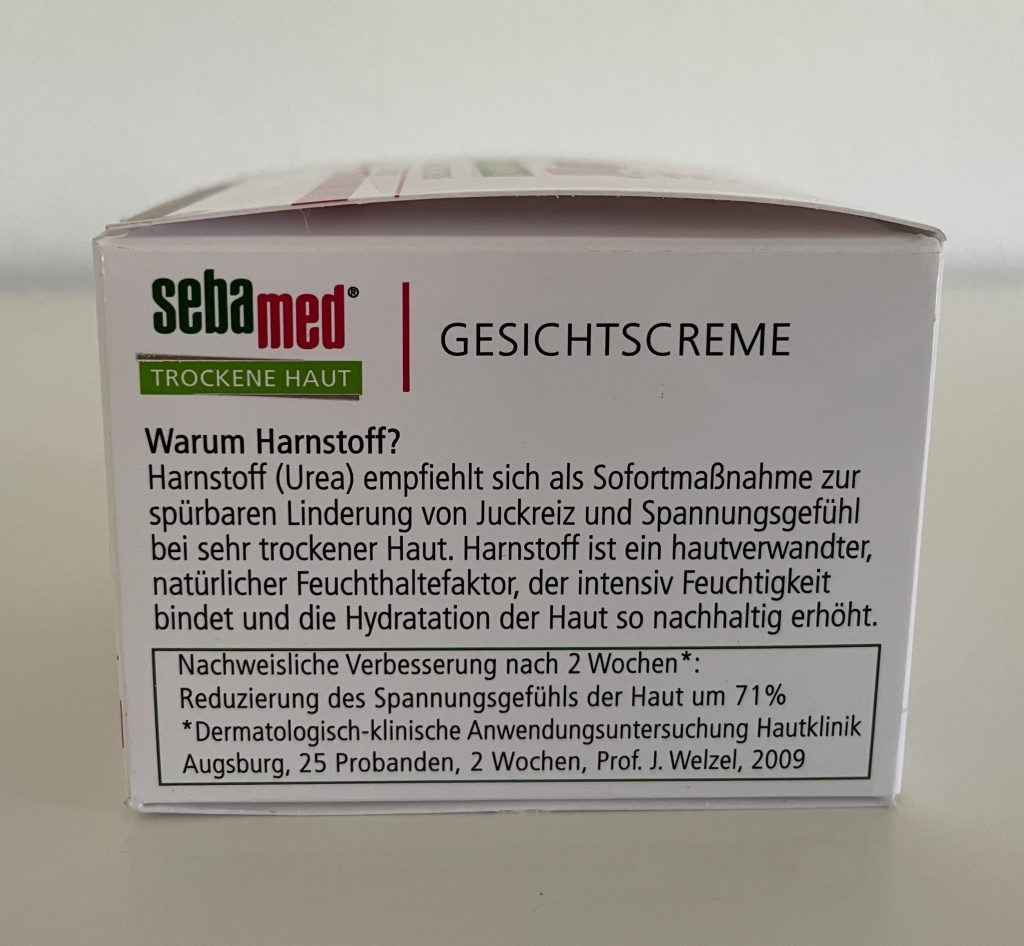 sebamed®
TROCKENE HAUT
GESICHTSCREME
Warum Harnstoff?
Harnstoff (Urea) empfiehlt sich als Sofortmaßnahme zur
spürbaren Linderung von Juckreiz und Spannungsgefühl
bei sehr trockener Haut. Harnstoff ist ein hautverwandter,
natürlicher Feuchthaltefaktor, der intensiv Feuchtigkeit
bindet und die Hydratation der Haut so nachhaltig erhöht.
Nachweisliche Verbesserung nach 2 Wochen*:
Reduzierung des Spannungsgefühls der Haut um 71%
*Dermatologisch-klinische Anwendungsuntersuchung Hautklinik
Augsburg, 25 Probanden, 2 Wochen, Prof. J. Welzel, 2009